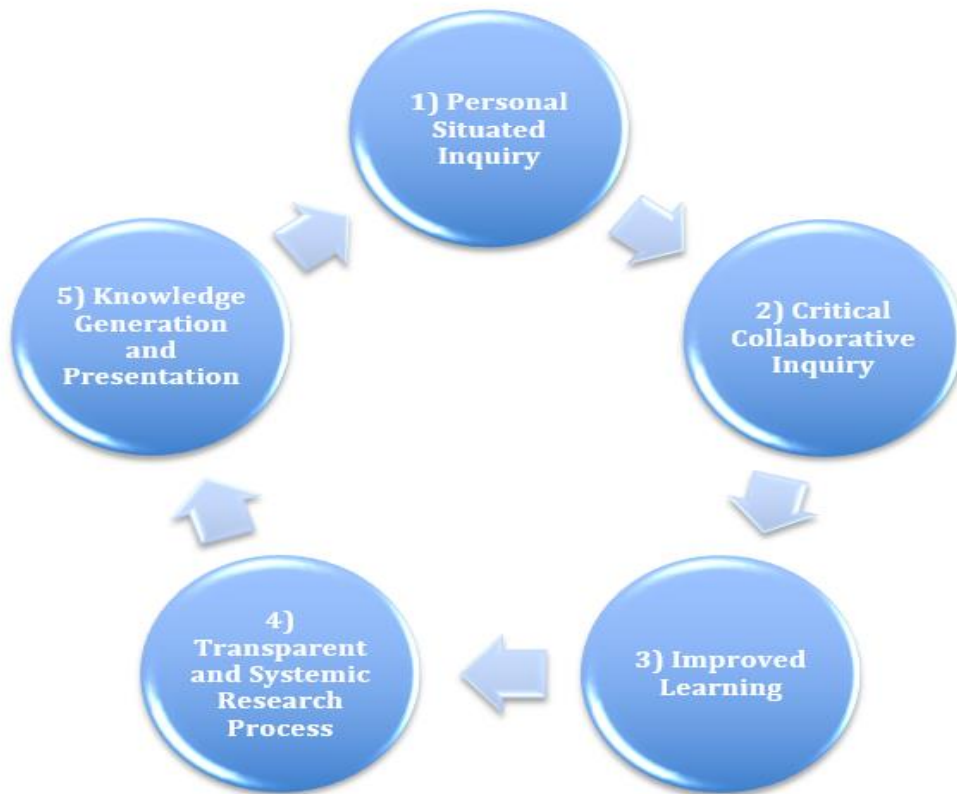 1) Personal
Situated
Inquiry
2) Critical
Collaborative
Inquiry
3) Improved
Learning
4)
Transparent
and Systemic
Research
Process
5) Knowledge
Generation
and
Presentation